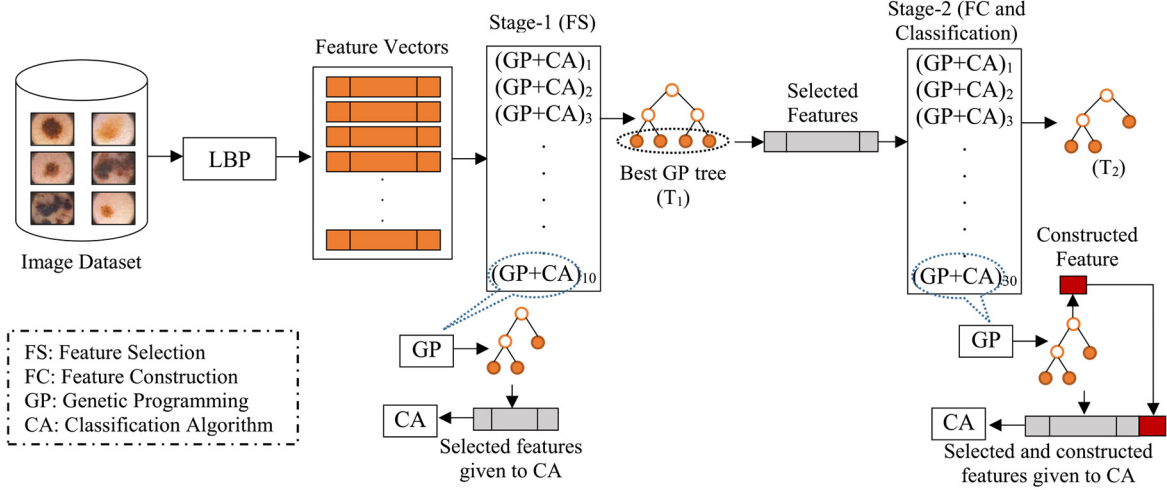 Stage-1 (FS)
Stage-2 (FC and
Classification)
Feature Vectors
(GP+CA)1
(GP+CA)2
(GP+CA)3
(GP+CA)10
LBP
Image Dataset
Best GP tree
(T1)
Selected
Features
(GP+CA)1
(GP+CA)2
(GP+CA)3
(GP+CA)30
(T2)
Constructed
Feature
GP
CA
Selected features
given to CA
GP
CA
Selected and constructed
features given to CA
FS: Feature Selection
FC: Feature Construction
GP: Genetic Programming
CA: Classification Algorithm